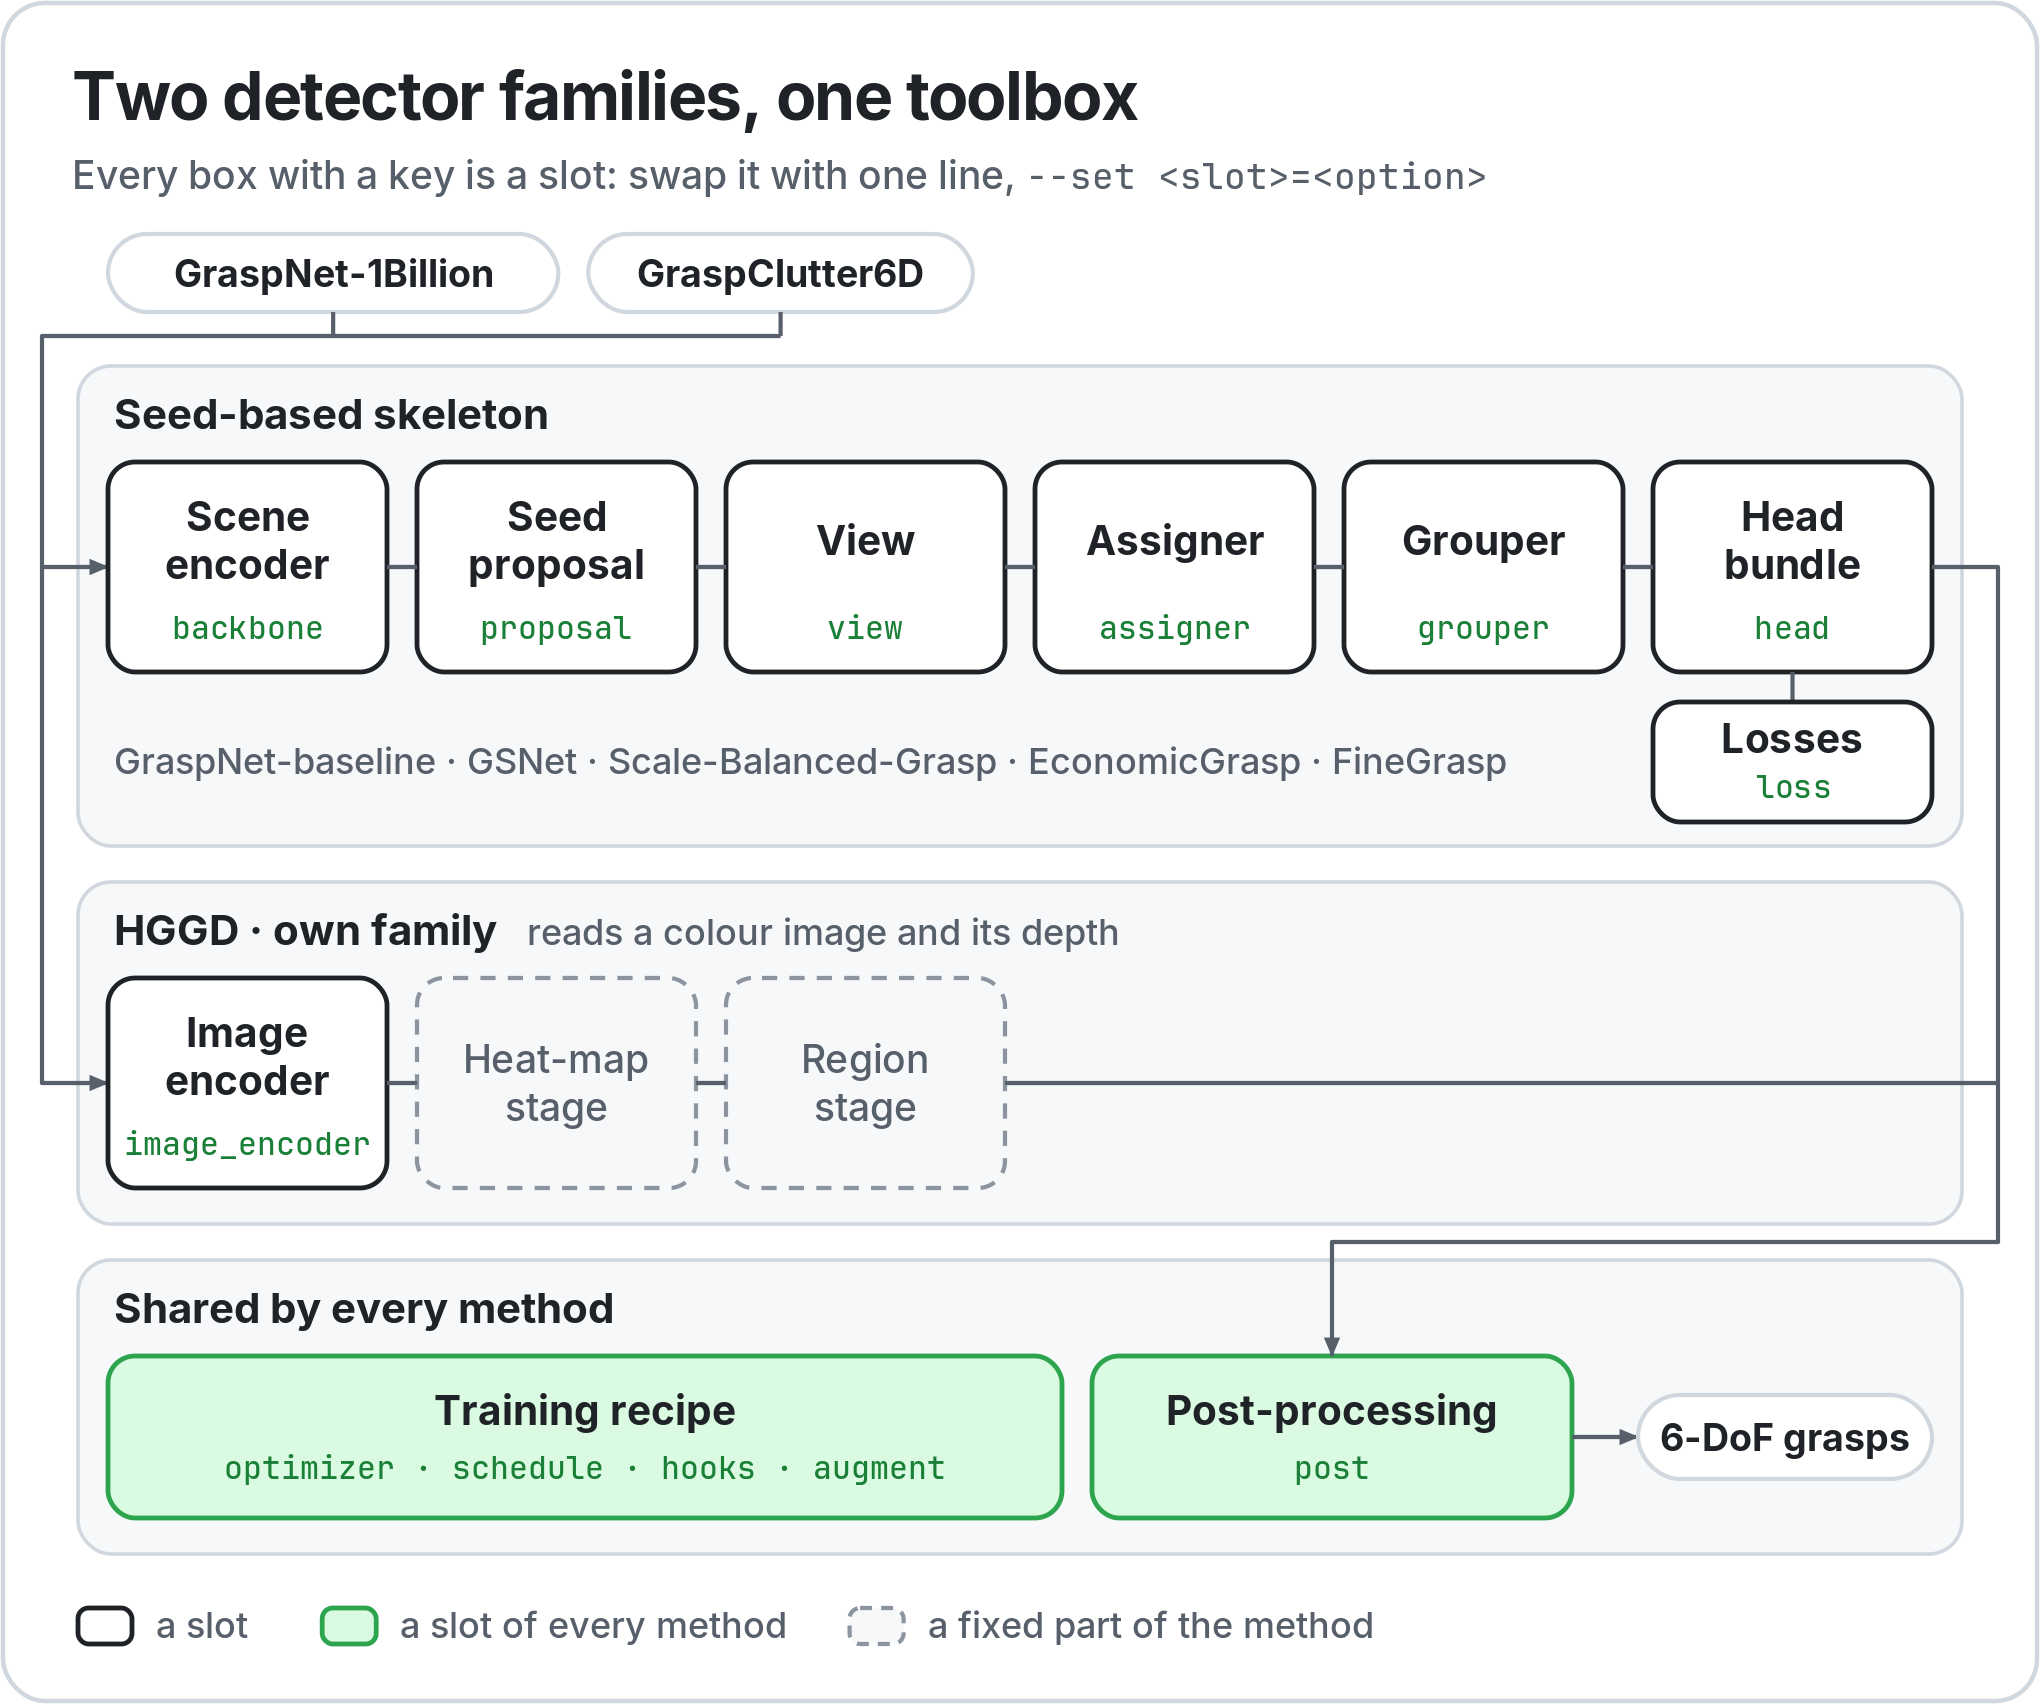 Two detector families, one toolbox
Every box with a key is a slot: swap it with one line, --set <slot>=<option>
GraspNet-1Billion
GraspClutter6D
Seed-based skeleton
Scene
encoder
backbone
Seed
proposal
proposal
View
view
Assigner
assigner
Grouper
grouper
Head
bundle
head
Losses
loss
GraspNet-baseline · GSNet · Scale-Balanced-Grasp · EconomicGrasp · FineGrasp
HGGD · own family reads a colour image and its depth
Image
encoder
image_encoder
Heat-map
stage
Region
stage
Shared by every method
Training recipe
optimizer · schedule · hooks · augment
Post-processing
post
6-DoF grasps
a slot
a slot of every method
a fixed part of the method